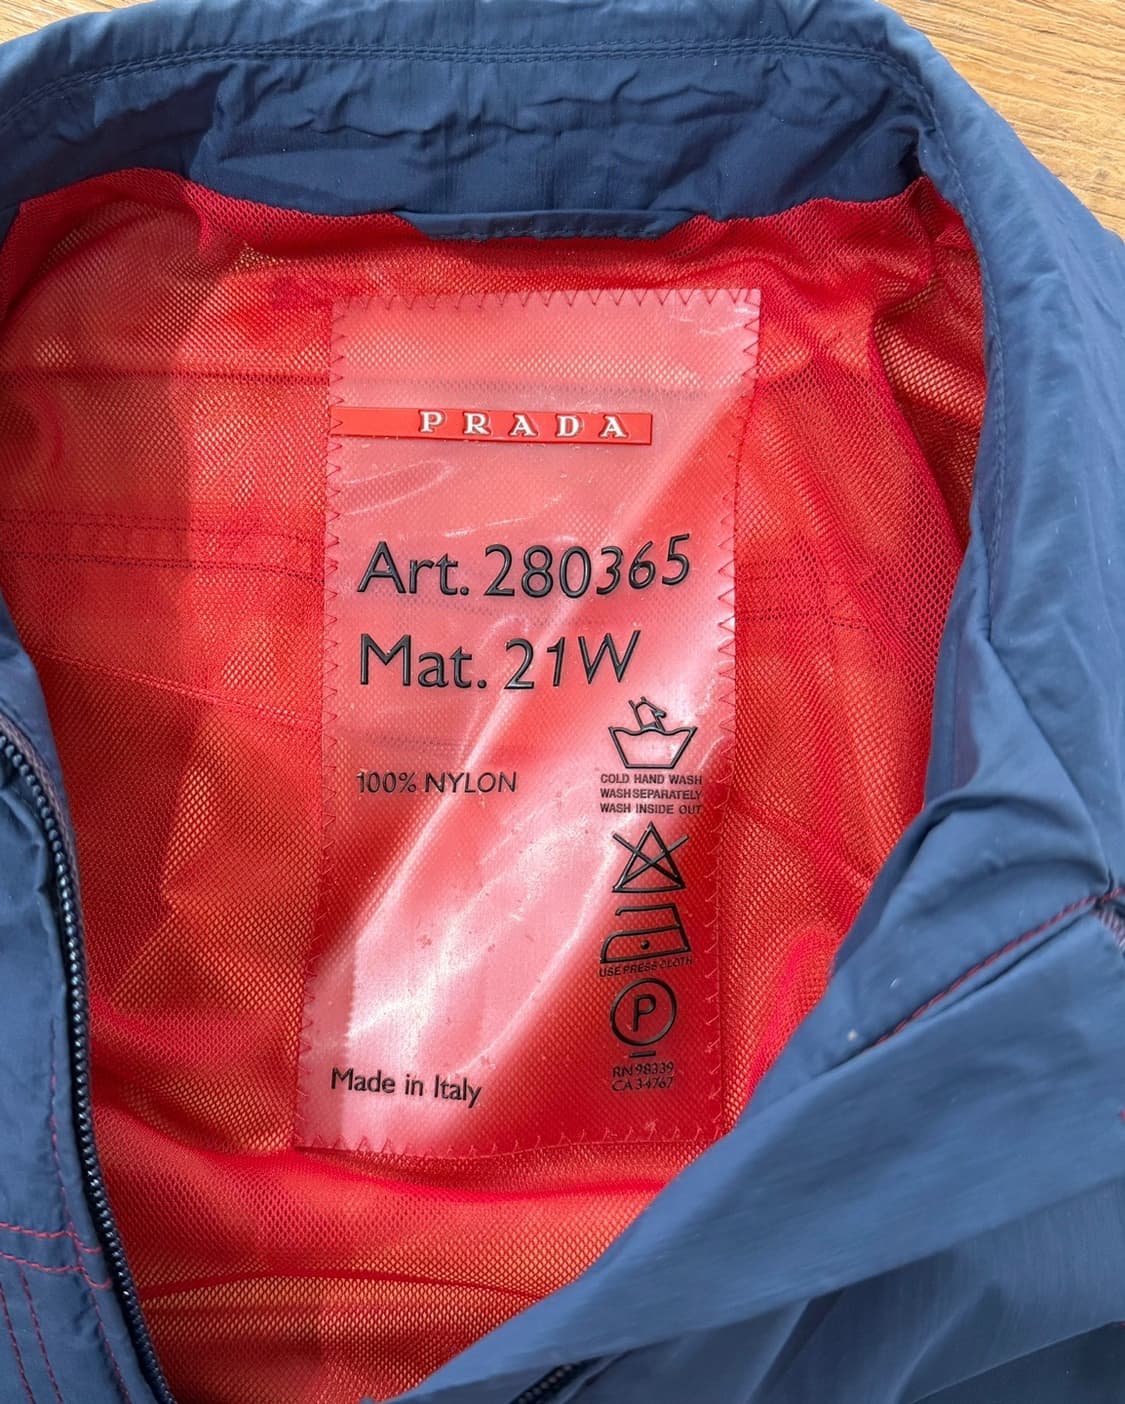 PRADA
Art. 280365
Mat. 21W
100% NYLON
COLD HAND WASH
WASH SEPARATELY
WASH INSIDE OUT
USE PRESS CLOTH
P
Made in Italy
RN 98339
CA 34767